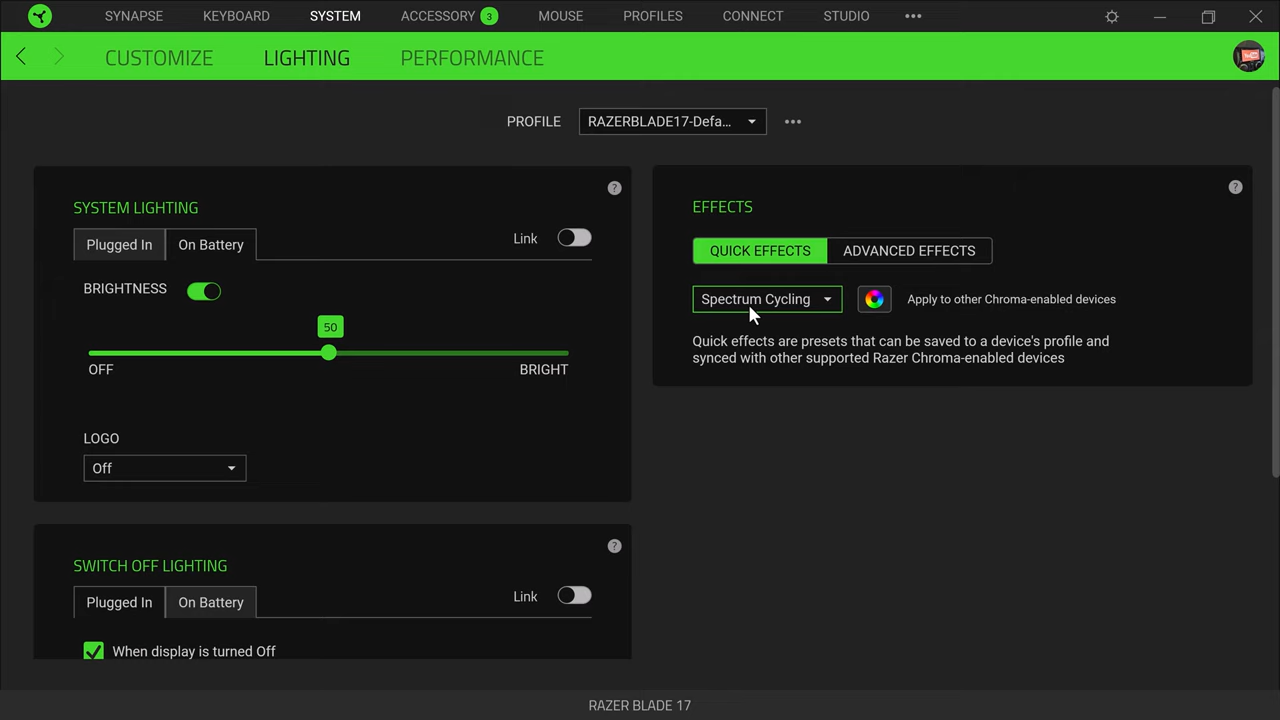 SYNAPSE KEYBOARD SYSTEM ACCESSORY 3 MOUSE PROFILES CONNECT STUDIO
CUSTOMIZE LIGHTING PERFORMANCE
PROFILE RAZERBLADE17-Defa...
SYSTEM LIGHTING
Plugged In On Battery Link
BRIGHTNESS
50
OFF BRIGHT
LOGO
Off
?
EFFECTS
QUICK EFFECTS ADVANCED EFFECTS
Spectrum Cycling Apply to other Chroma-enabled devices
Quick effects are presets that can be saved to a device's profile and
synced with other supported Razer Chroma-enabled devices
?
SWITCH OFF LIGHTING
Plugged In On Battery Link
When display is turned Off
?
RAZER BLADE 17